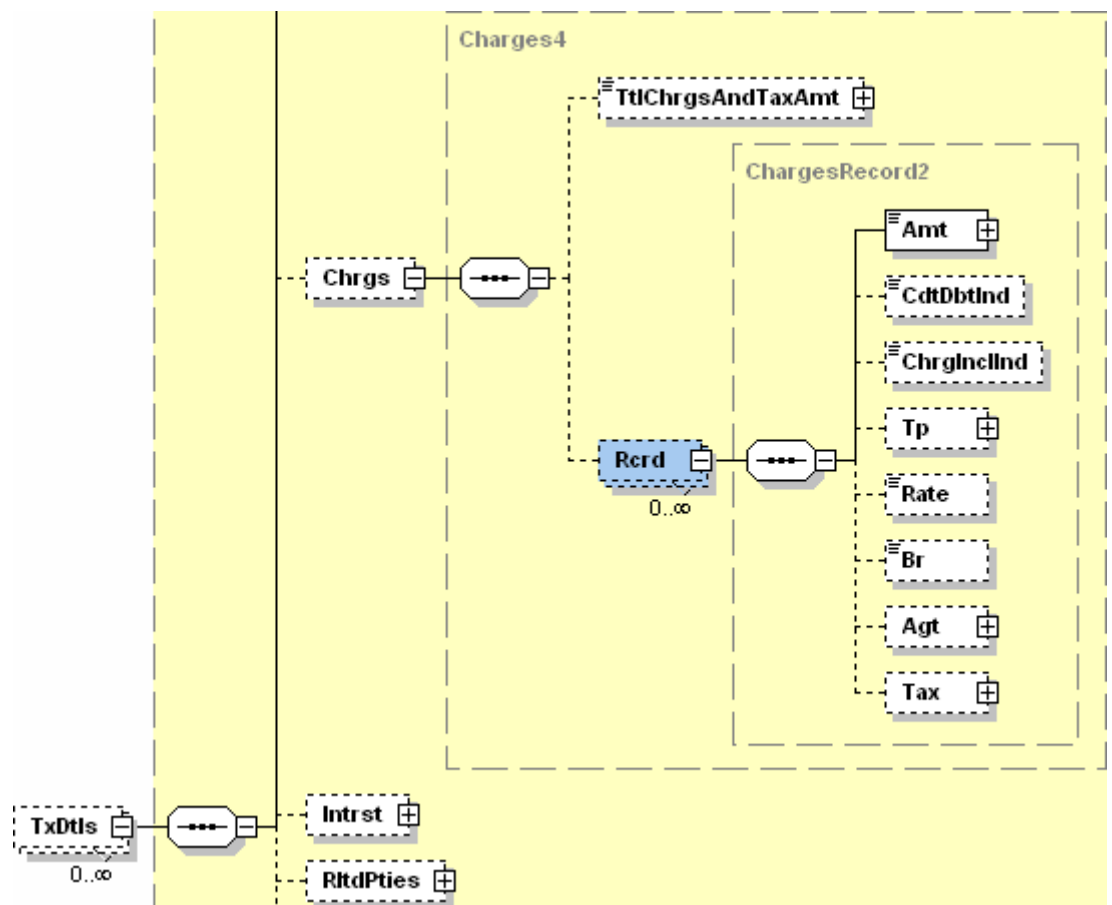 Charges4
TtlChrgsAndTaxAmt
ChargesRecord2
Amt
Chrgs
CdtDbtInd
ChrgInclInd
Tp
Rcrd
0..∞
Rate
Br
Agt
Tax
Intrst
TxDtls
0..∞
RltdPties